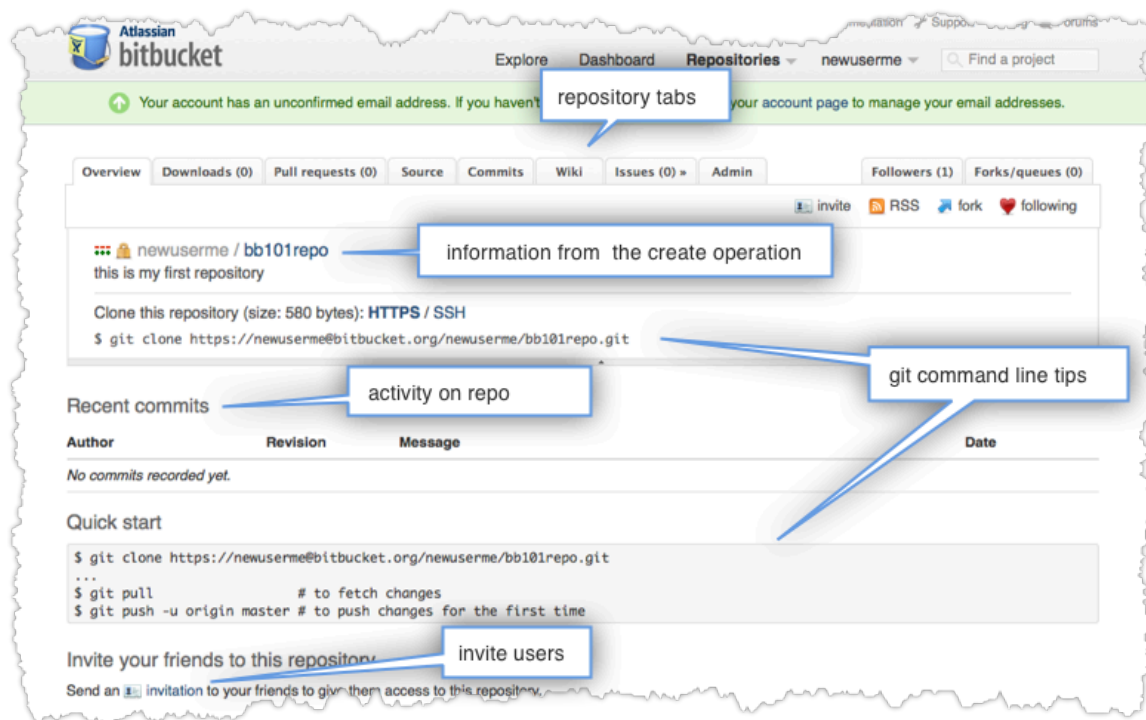 Atlassian
bitbucket
Explore Dashboard Repositories newuserme Find a project
Your account has an unconfirmed email address. If you haven't your account page to manage your email addresses.
repository tabs
Overview Downloads (0) Pull requests (0) Source Commits Wiki Issues (0) » Admin Followers (1) Forks/queues (0)
invite RSS fork following
newuserme / bb101repo
information from the create operation
this is my first repository
Clone this repository (size: 580 bytes): HTTPS / SSH
$ git clone https://newuserme@bitbucket.org/newuserme/bb101repo.git
git command line tips
activity on repo
Recent commits
Author Revision Message Date
No commits recorded yet.
Quick start
$ git clone https://newuserme@bitbucket.org/newuserme/bb101repo.git
...
$ git pull # to fetch changes
$ git push -u origin master # to push changes for the first time
invite users
Invite your friends to this repository
Send an invitation to your friends to give them access to this repository.